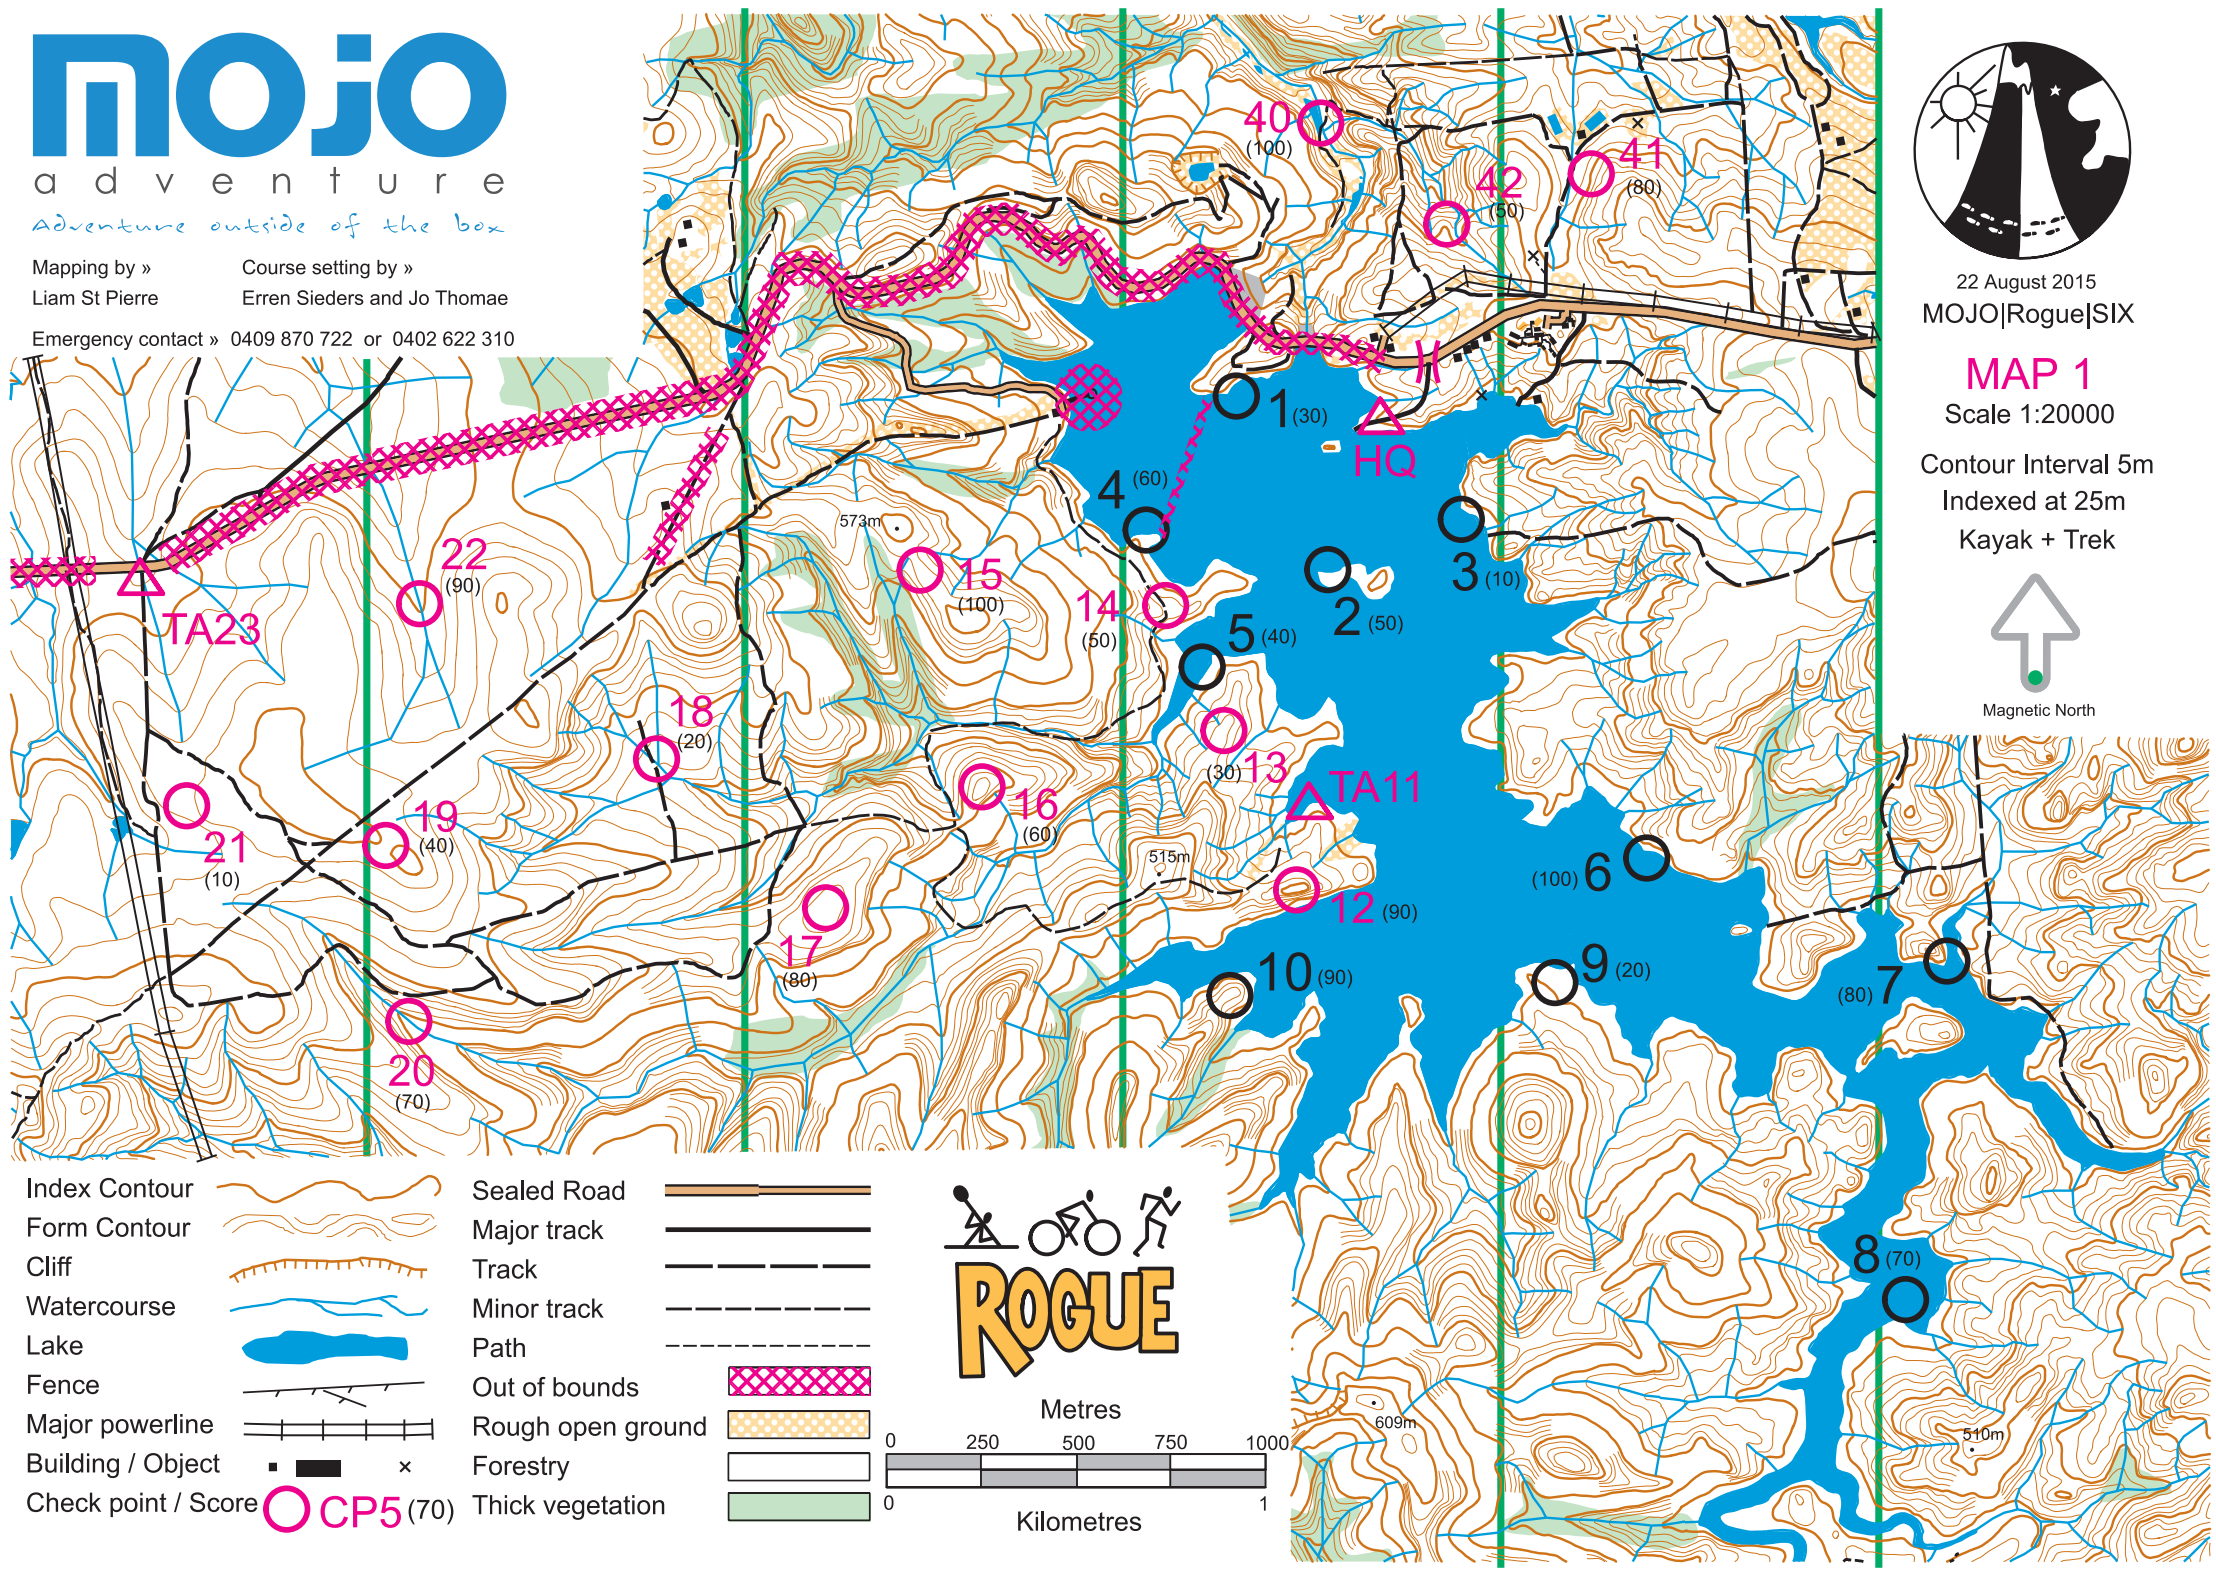 mojo
adventure
Adventure outside of the box
Mapping by »
Liam St Pierre
Course setting by »
Erren Sieders and Jo Thomae
Emergency contact » 0409 870 722 or 0402 622 310
22 August 2015
MOJO|Rogue|SIX
MAP 1
Scale 1:20000
Contour Interval 5m
Indexed at 25m
Kayak + Trek
Magnetic North
40
(100)
41
(80)
42
(50)
1 (30)
HQ
4 (60)
573m
22
(90)
15
(100)
3 (10)
2 (50)
14
(50)
5 (40)
TA23
18
(20)
13
(30)
TA11
16
(60)
19
(40)
21
(10)
515m
(100) 6
12 (90)
17
(80)
10 (90)
9 (20)
(80) 7
20
(70)
8 (70)
609m
510m
Index Contour
Form Contour
Cliff
Watercourse
Lake
Fence
Major powerline
Building / Object
Check point / Score
CP5 (70)
Sealed Road
Major track
Track
Minor track
Path
Out of bounds
Rough open ground
Forestry
Thick vegetation
ROGUE
Metres
0 250 500 750 1000
0 1
Kilometres